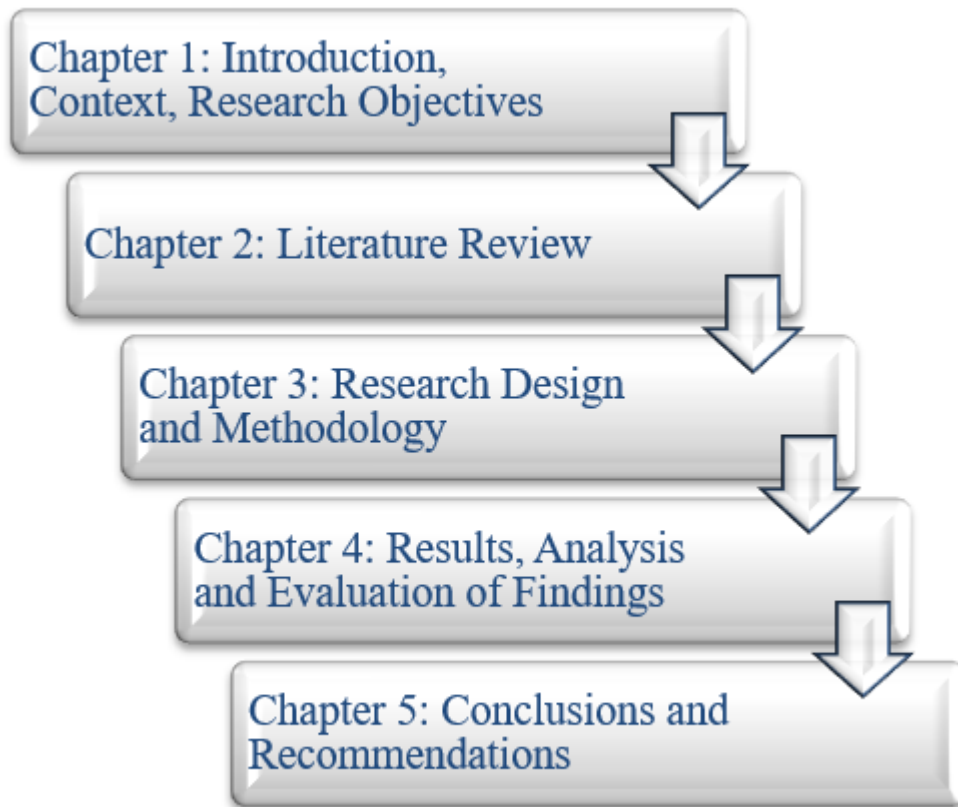 Chapter 1: Introduction,
Context, Research Objectives
Chapter 2: Literature Review
Chapter 3: Research Design
and Methodology
Chapter 4: Results, Analysis
and Evaluation of Findings
Chapter 5: Conclusions and
Recommendations